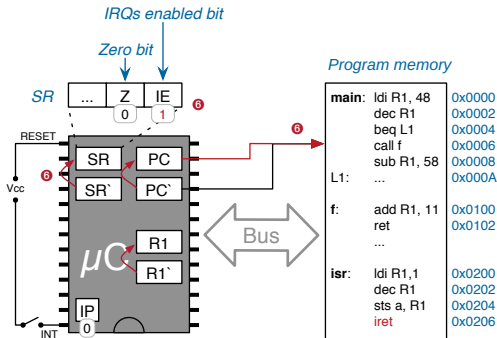 IRQs enabled bit
Zero bit
Program memory
SR ... Z IE ❻
0 1
main: ldi R1, 48 0x0000
dec R1 0x0002
beq L1 0x0004
call f 0x0006
sub R1, 58 0x0008
L1: ... 0x000A
f: add R1, 11 0x0100
ret 0x0102
...
isr: ldi R1,1 0x0200
dec R1 0x0202
sts a, R1 0x0204
iret 0x0206
RESET
❻
SR PC
❻
SR` PC`
Vcc
Bus
R1
µC
R1`
IP
0
INT